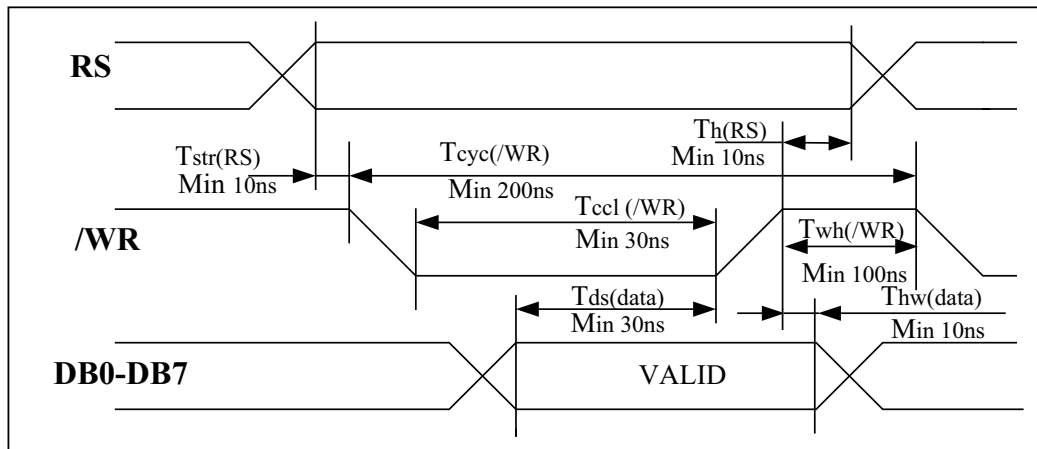 RS
Th(RS)
Min 10ns
Tstr(RS)
Min 10ns
Tcyc(/WR)
Min 200ns
/WR
Tccl (/WR)
Min 30ns
Twh(/WR)
Min 100ns
Tds(data)
Min 30ns
Thw(data)
Min 10ns
DB0-DB7
VALID